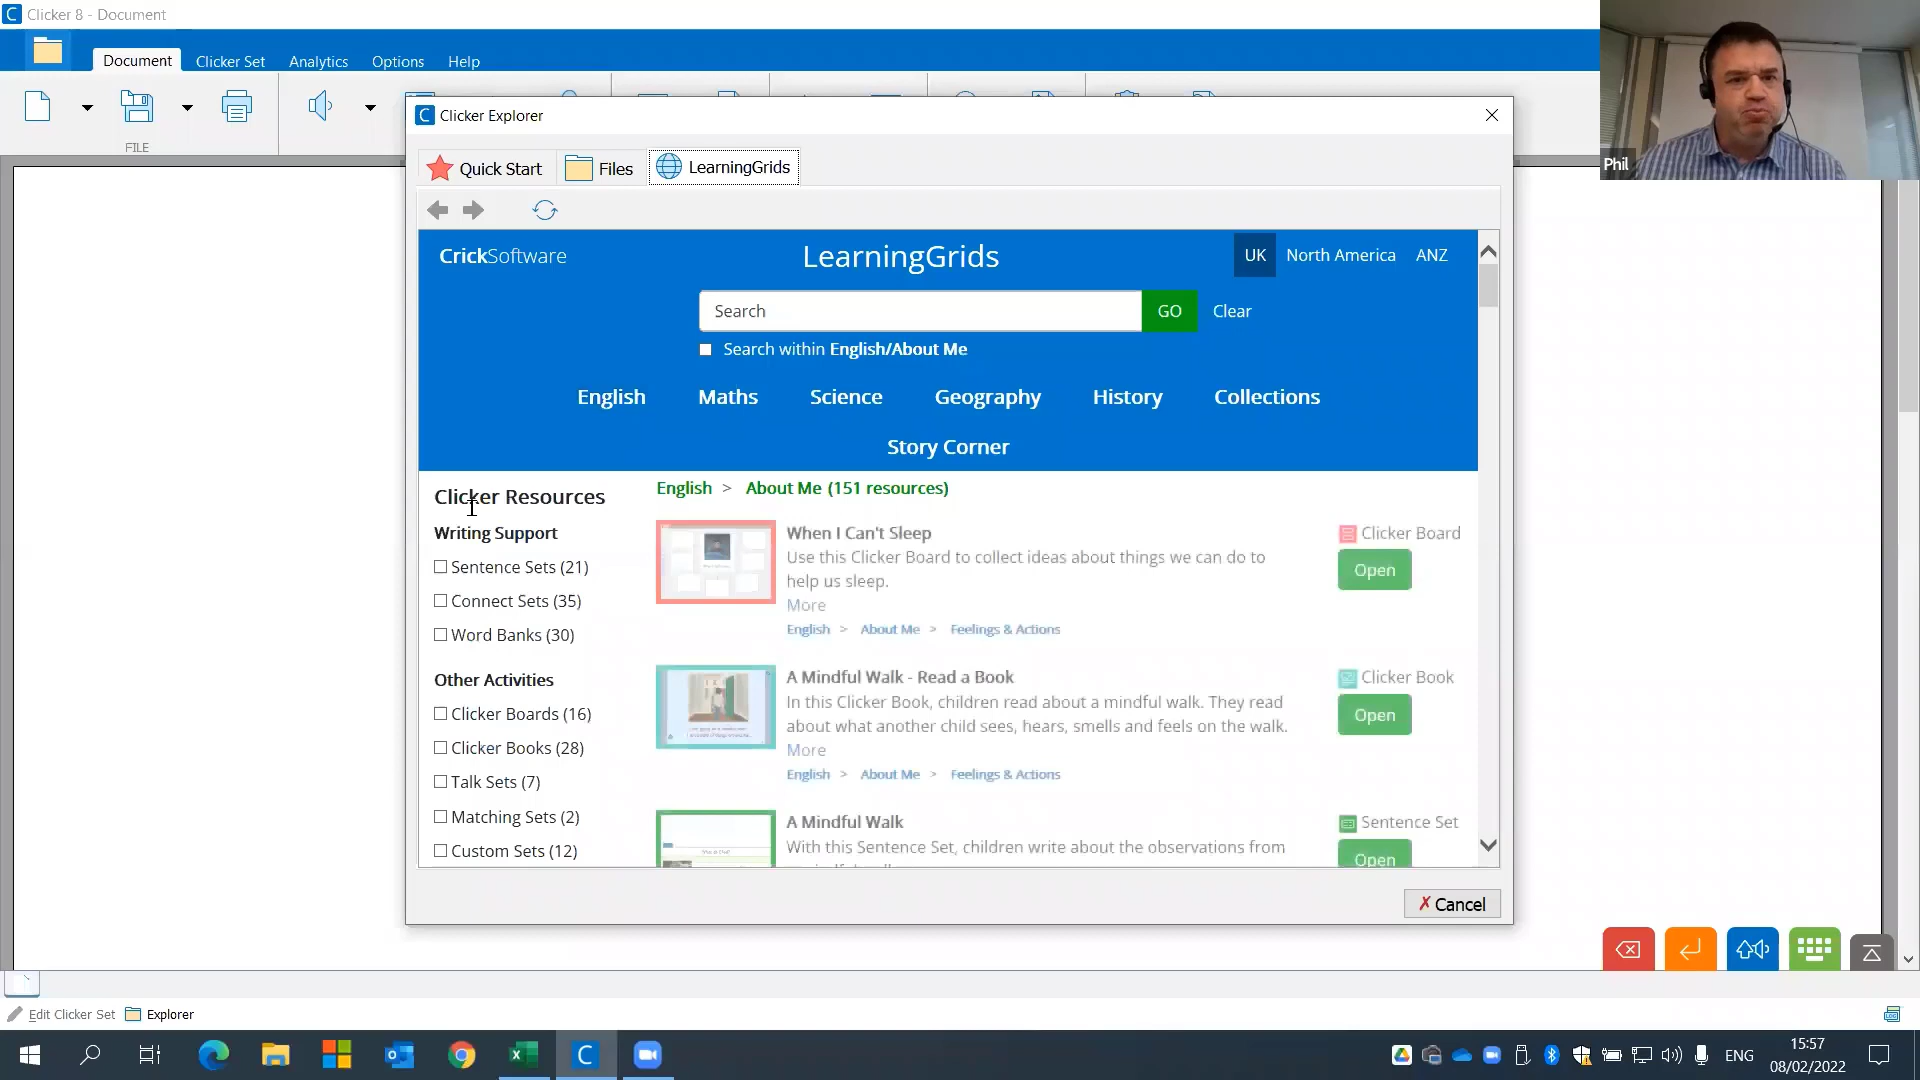 Clicker 8 - Document
Document Clicker Set Analytics Options Help
FILE
Phil
Clicker Explorer
Quick Start Files LearningGrids
CrickSoftware LearningGrids UK North America ANZ
Search GO Clear
Search within English/About Me
English Maths Science Geography History Collections
Story Corner
Clicker Resources
Writing Support
Sentence Sets (21)
Connect Sets (35)
Word Banks (30)
Other Activities
Clicker Boards (16)
Clicker Books (28)
Talk Sets (7)
Matching Sets (2)
Custom Sets (12)
English > About Me (151 resources)
When I Can't Sleep
Use this Clicker Board to collect ideas about things we can do to
help us sleep.
More
English > About Me > Feelings & Actions
Clicker Board
Open
A Mindful Walk - Read a Book
In this Clicker Book, children read about a mindful walk. They read
about what another child sees, hears, smells and feels on the walk.
More
English > About Me > Feelings & Actions
Clicker Book
Open
A Mindful Walk
With this Sentence Set, children write about the observations from
Sentence Set
Open
Cancel
Edit Clicker Set Explorer
ENG
15:57
08/02/2022